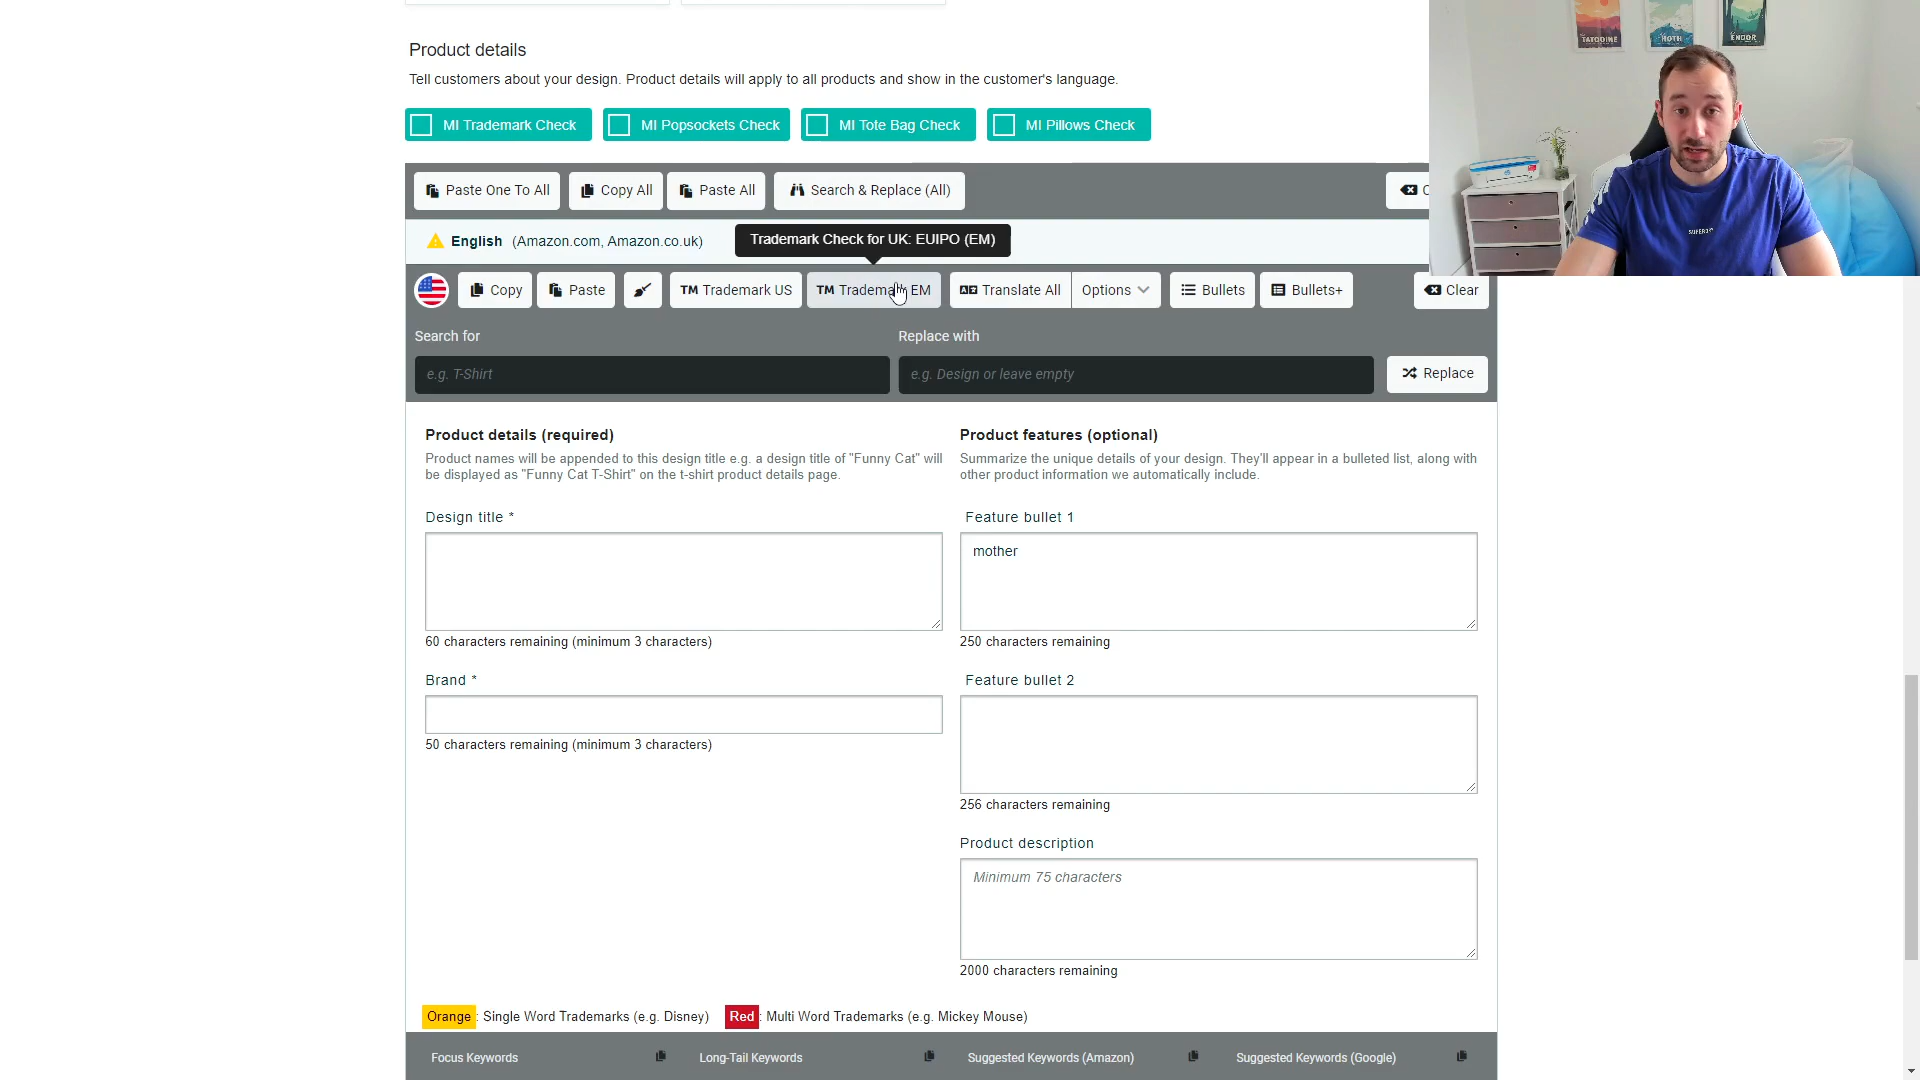 Product details
Tell customers about your design. Product details will apply to all products and show in the customer's language.
MI Trademark Check
MI Popsockets Check
MI Tote Bag Check
MI Pillows Check
Paste One To All
Copy All
Paste All
Search & Replace (All)
C
English (Amazon.com, Amazon.co.uk)
Trademark Check for UK: EUIPO (EM)
Copy
Paste
TM Trademark US
TM Trademark EM
Translate All
Options
Bullets
Bullets+
Clear
Search for
Replace with
e.g. T-Shirt
e.g. Design or leave empty
Replace
Product details (required)
Product names will be appended to this design title e.g. a design title of "Funny Cat" will
be displayed as "Funny Cat T-Shirt" on the t-shirt product details page.
Product features (optional)
Summarize the unique details of your design. They'll appear in a bulleted list, along with
other product information we automatically include.
Design title *
60 characters remaining (minimum 3 characters)
Brand *
50 characters remaining (minimum 3 characters)
Feature bullet 1
mother
250 characters remaining
Feature bullet 2
256 characters remaining
Product description
Minimum 75 characters
2000 characters remaining
Orange : Single Word Trademarks (e.g. Disney)
Red : Multi Word Trademarks (e.g. Mickey Mouse)
Focus Keywords
Long-Tail Keywords
Suggested Keywords (Amazon)
Suggested Keywords (Google)
TATOOINE
HOTH
ENDOR
SUPERDRY